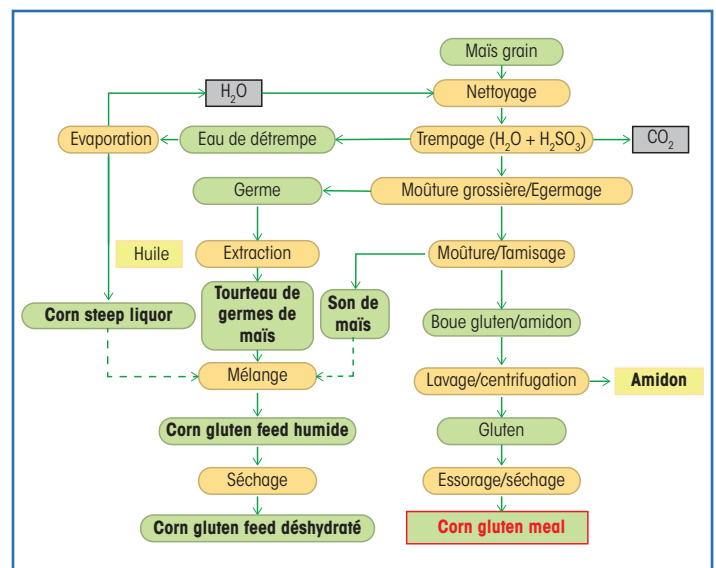 Maïs grain
H₂O
Nettoyage
Evaporation
Eau de détrempe
Trempage (H₂O + H₂SO₃)
CO₂
Germe
Moûture grossière/Egermage
Huile
Extraction
Moûture/Tamisage
Corn steep liquor
Tourteau de
germes de
maïs
Son de
maïs
Boue gluten/amidon
Mélange
Lavage/centrifugation
Amidon
Corn gluten feed humide
Gluten
Séchage
Essorage/séchage
Corn gluten feed déshydraté
Corn gluten meal